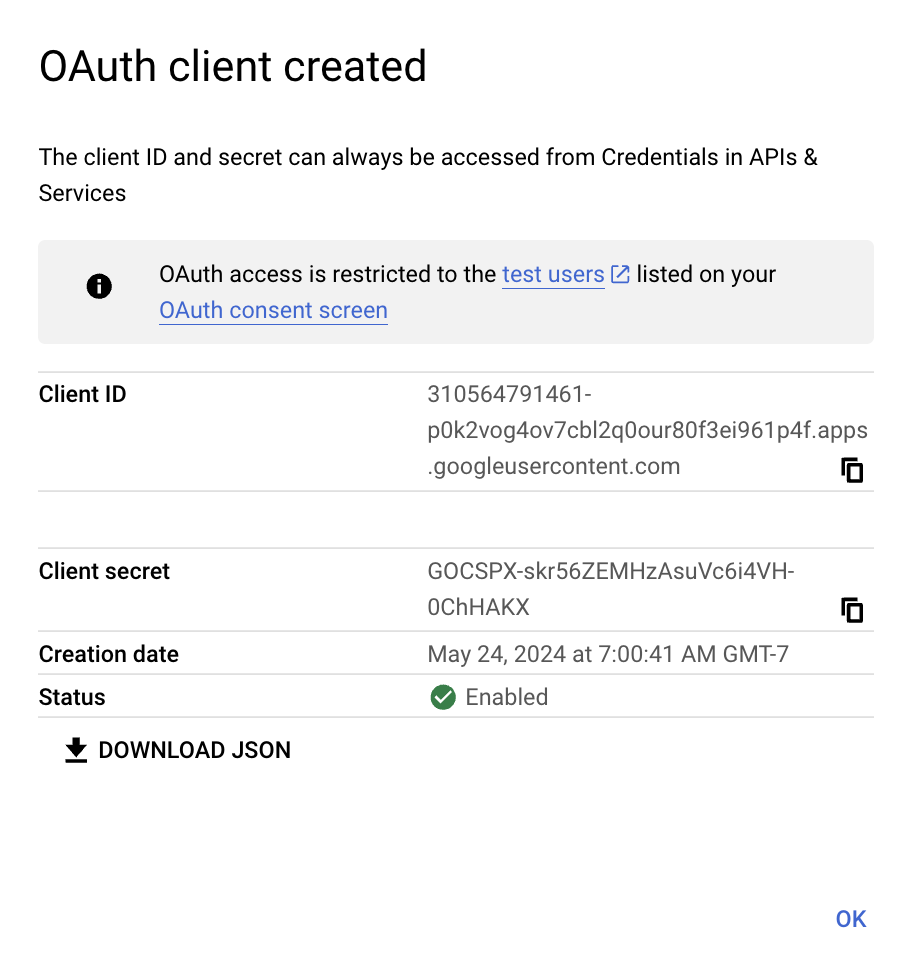 OAuth client created
The client ID and secret can always be accessed from Credentials in APIs &
Services
OAuth access is restricted to the test users listed on your
OAuth consent screen
Client ID
310564791461-
p0k2vog4ov7cbl2q0our80f3ei961p4f.apps
.googleusercontent.com
Client secret
GOCSPX-skr56ZEMHzAsuVc6i4VH-
0ChHAKX
Creation date
May 24, 2024 at 7:00:41 AM GMT-7
Status
Enabled
DOWNLOAD JSON
OK